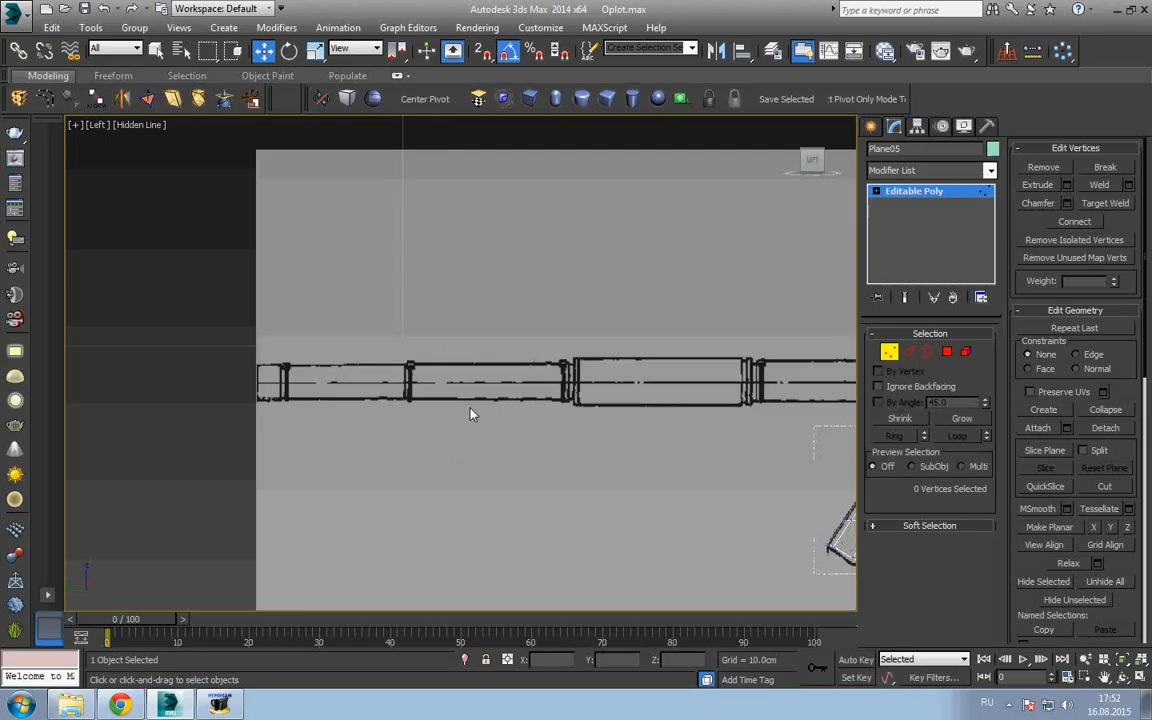 Workspace: Default
Autodesk 3ds Max 2014 x64
Oplot.max
Type a keyword or phrase
Edit Tools Group Views Create Modifiers Animation Graph Editors Rendering Customize MAXScript Help
All
View
Create Selection Se
Modeling Freeform Selection Object Paint Populate
Center Pivot
Save Selected
:t Pivot Only Mode
[+] [Left] [Hidden Line]
LEFT
Plane05
Modifier List
Editable Poly
Selection
By Vertex
Ignore Backfacing
By Angle: 45.0
Shrink Grow
Ring Loop
Preview Selection
Off SubObj Multi
0 Vertices Selected
Soft Selection
Edit Vertices
Remove Break
Extrude Weld
Chamfer Target Weld
Connect
Remove Isolated Vertices
Remove Unused Map Verts
Weight:
Edit Geometry
Repeat Last
Constraints
None Edge
Face Normal
Preserve UVs
Create Collapse
Attach Detach
Slice Plane Split
Slice Reset Plane
QuickSlice Cut
MSmooth Tessellate
Make Planar X Y Z
View Align Grid Align
Relax
Hide Selected Unhide All
Hide Unselected
Named Selections:
Copy Paste
0 / 100
0 10 20 30 40 50 60 70 80 90 100
1 Object Selected
X: Y: Z:
Grid = 10.0cm
Auto Key Selected
Welcome to M
Click or click-and-drag to select objects
Add Time Tag
Set Key Key Filters...
0
RU
17:52
16.08.2015